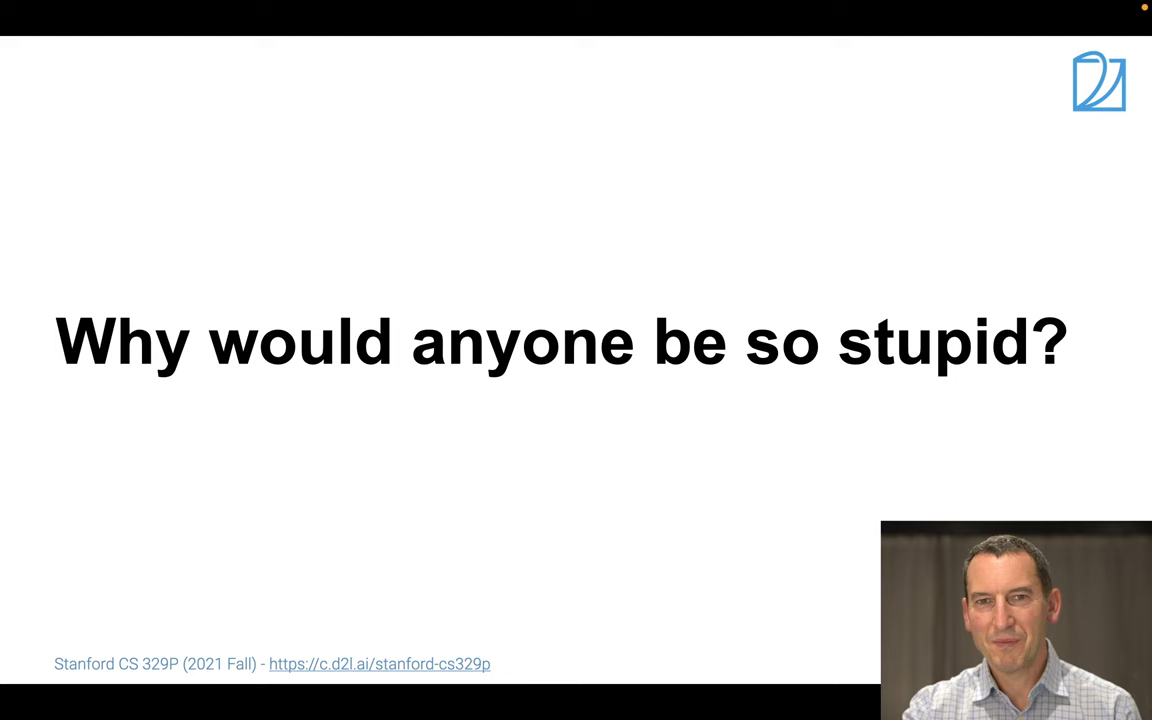 Why would anyone be so stupid?
Stanford CS 329P (2021 Fall) - https://c.d2l.ai/stanford-cs329p